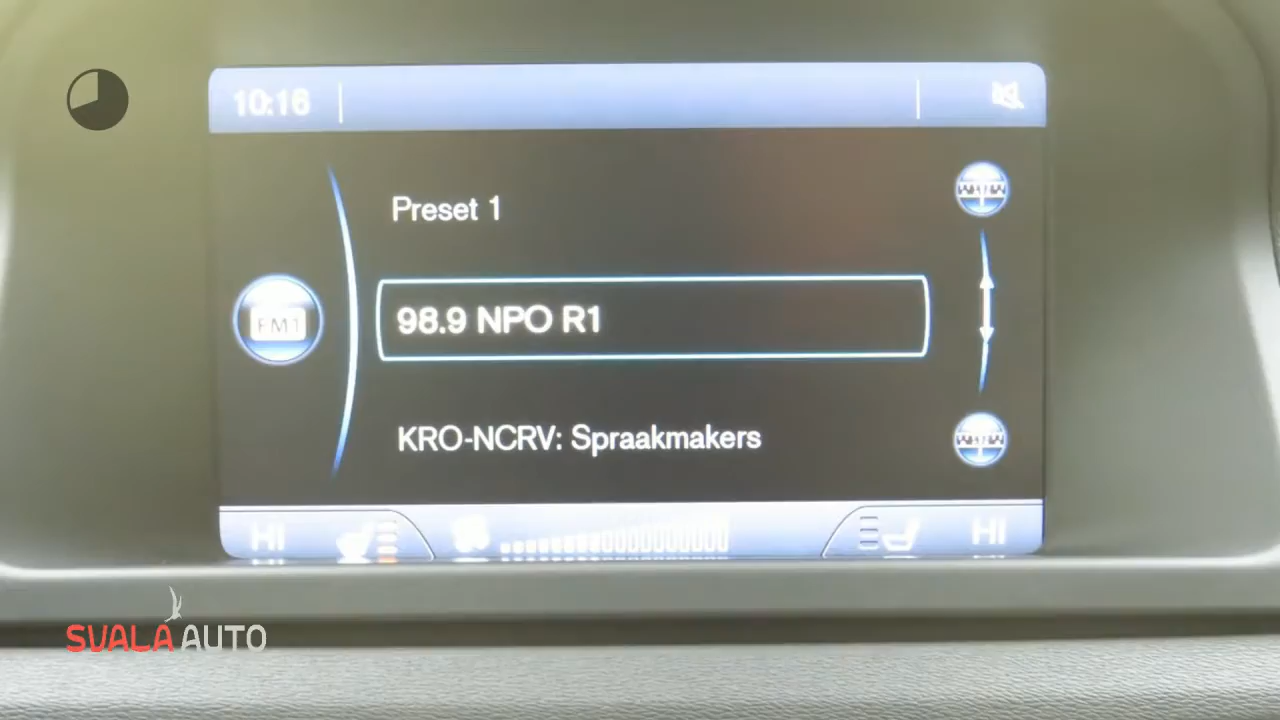 10:16
Preset 1
FM1
98.9 NPO R1
KRO-NCRV: Spraakmakers
HI
HI
SVALA AUTO